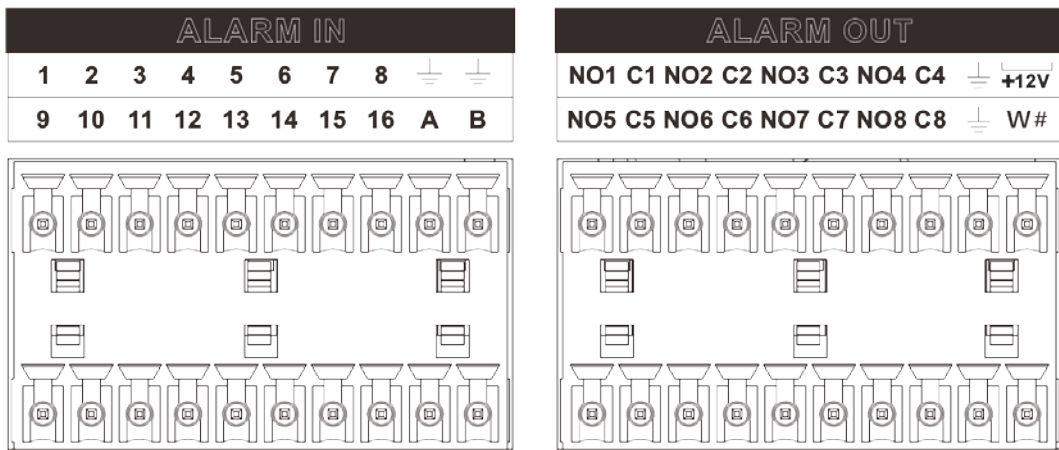 ALARM IN
1 2 3 4 5 6 7 8
9 10 11 12 13 14 15 16 A B
ALARM OUT
NO1 C1 NO2 C2 NO3 C3 NO4 C4 +12V
NO5 C5 NO6 C6 NO7 C7 NO8 C8 W#